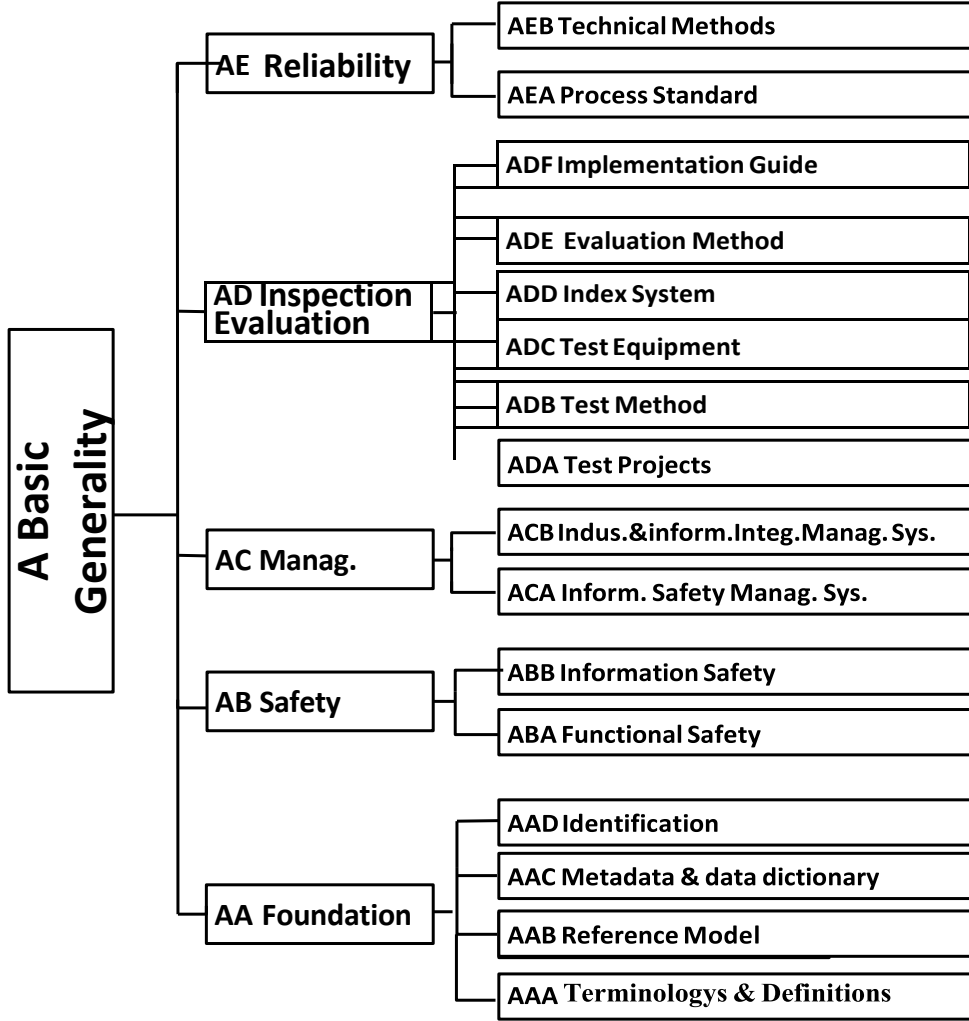 A Basic
Generality
AE Reliability
AEB Technical Methods
AEA Process Standard
AD Inspection
Evaluation
ADF Implementation Guide
ADE Evaluation Method
ADD Index System
ADC Test Equipment
ADB Test Method
ADA Test Projects
AC Manag.
ACB Indus.&inform.Integ.Manag. Sys.
ACA Inform. Safety Manag. Sys.
AB Safety
ABB Information Safety
ABA Functional Safety
AA Foundation
AAD Identification
AAC Metadata & data dictionary
AAB Reference Model
AAA Terminologys & Definitions